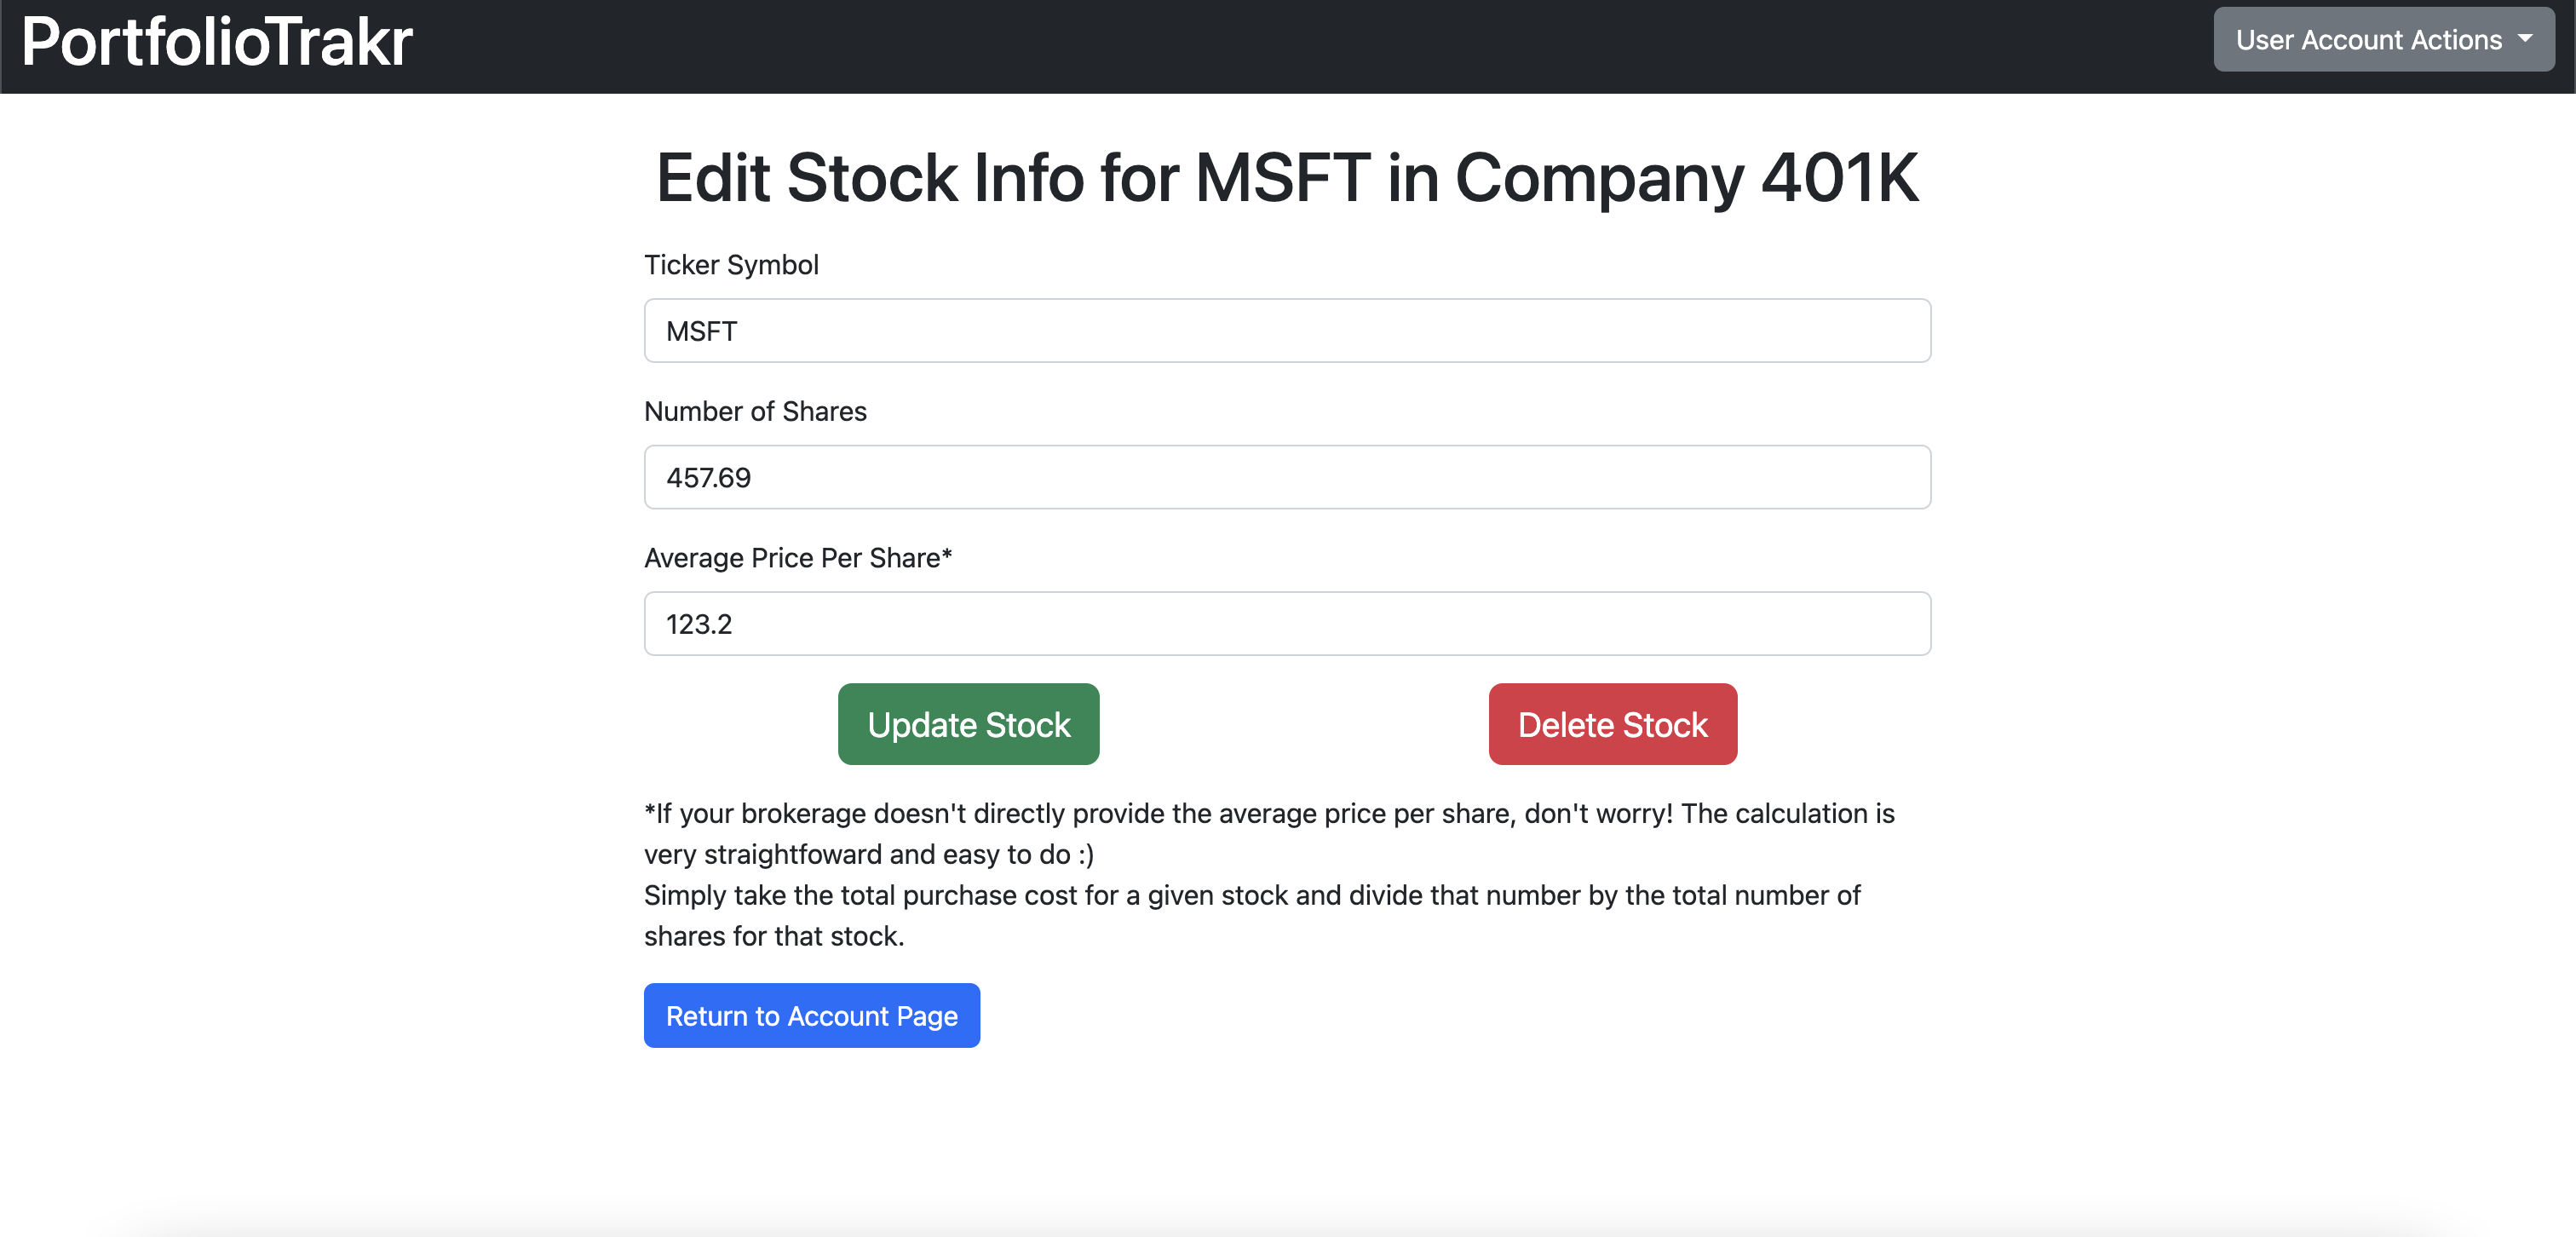 PortfolioTrakr
User Account Actions
Edit Stock Info for MSFT in Company 401K
Ticker Symbol
MSFT
Number of Shares
457.69
Average Price Per Share*
123.2
Update Stock
Delete Stock
*If your brokerage doesn't directly provide the average price per share, don't worry! The calculation is
very straightfoward and easy to do :)
Simply take the total purchase cost for a given stock and divide that number by the total number of
shares for that stock.
Return to Account Page